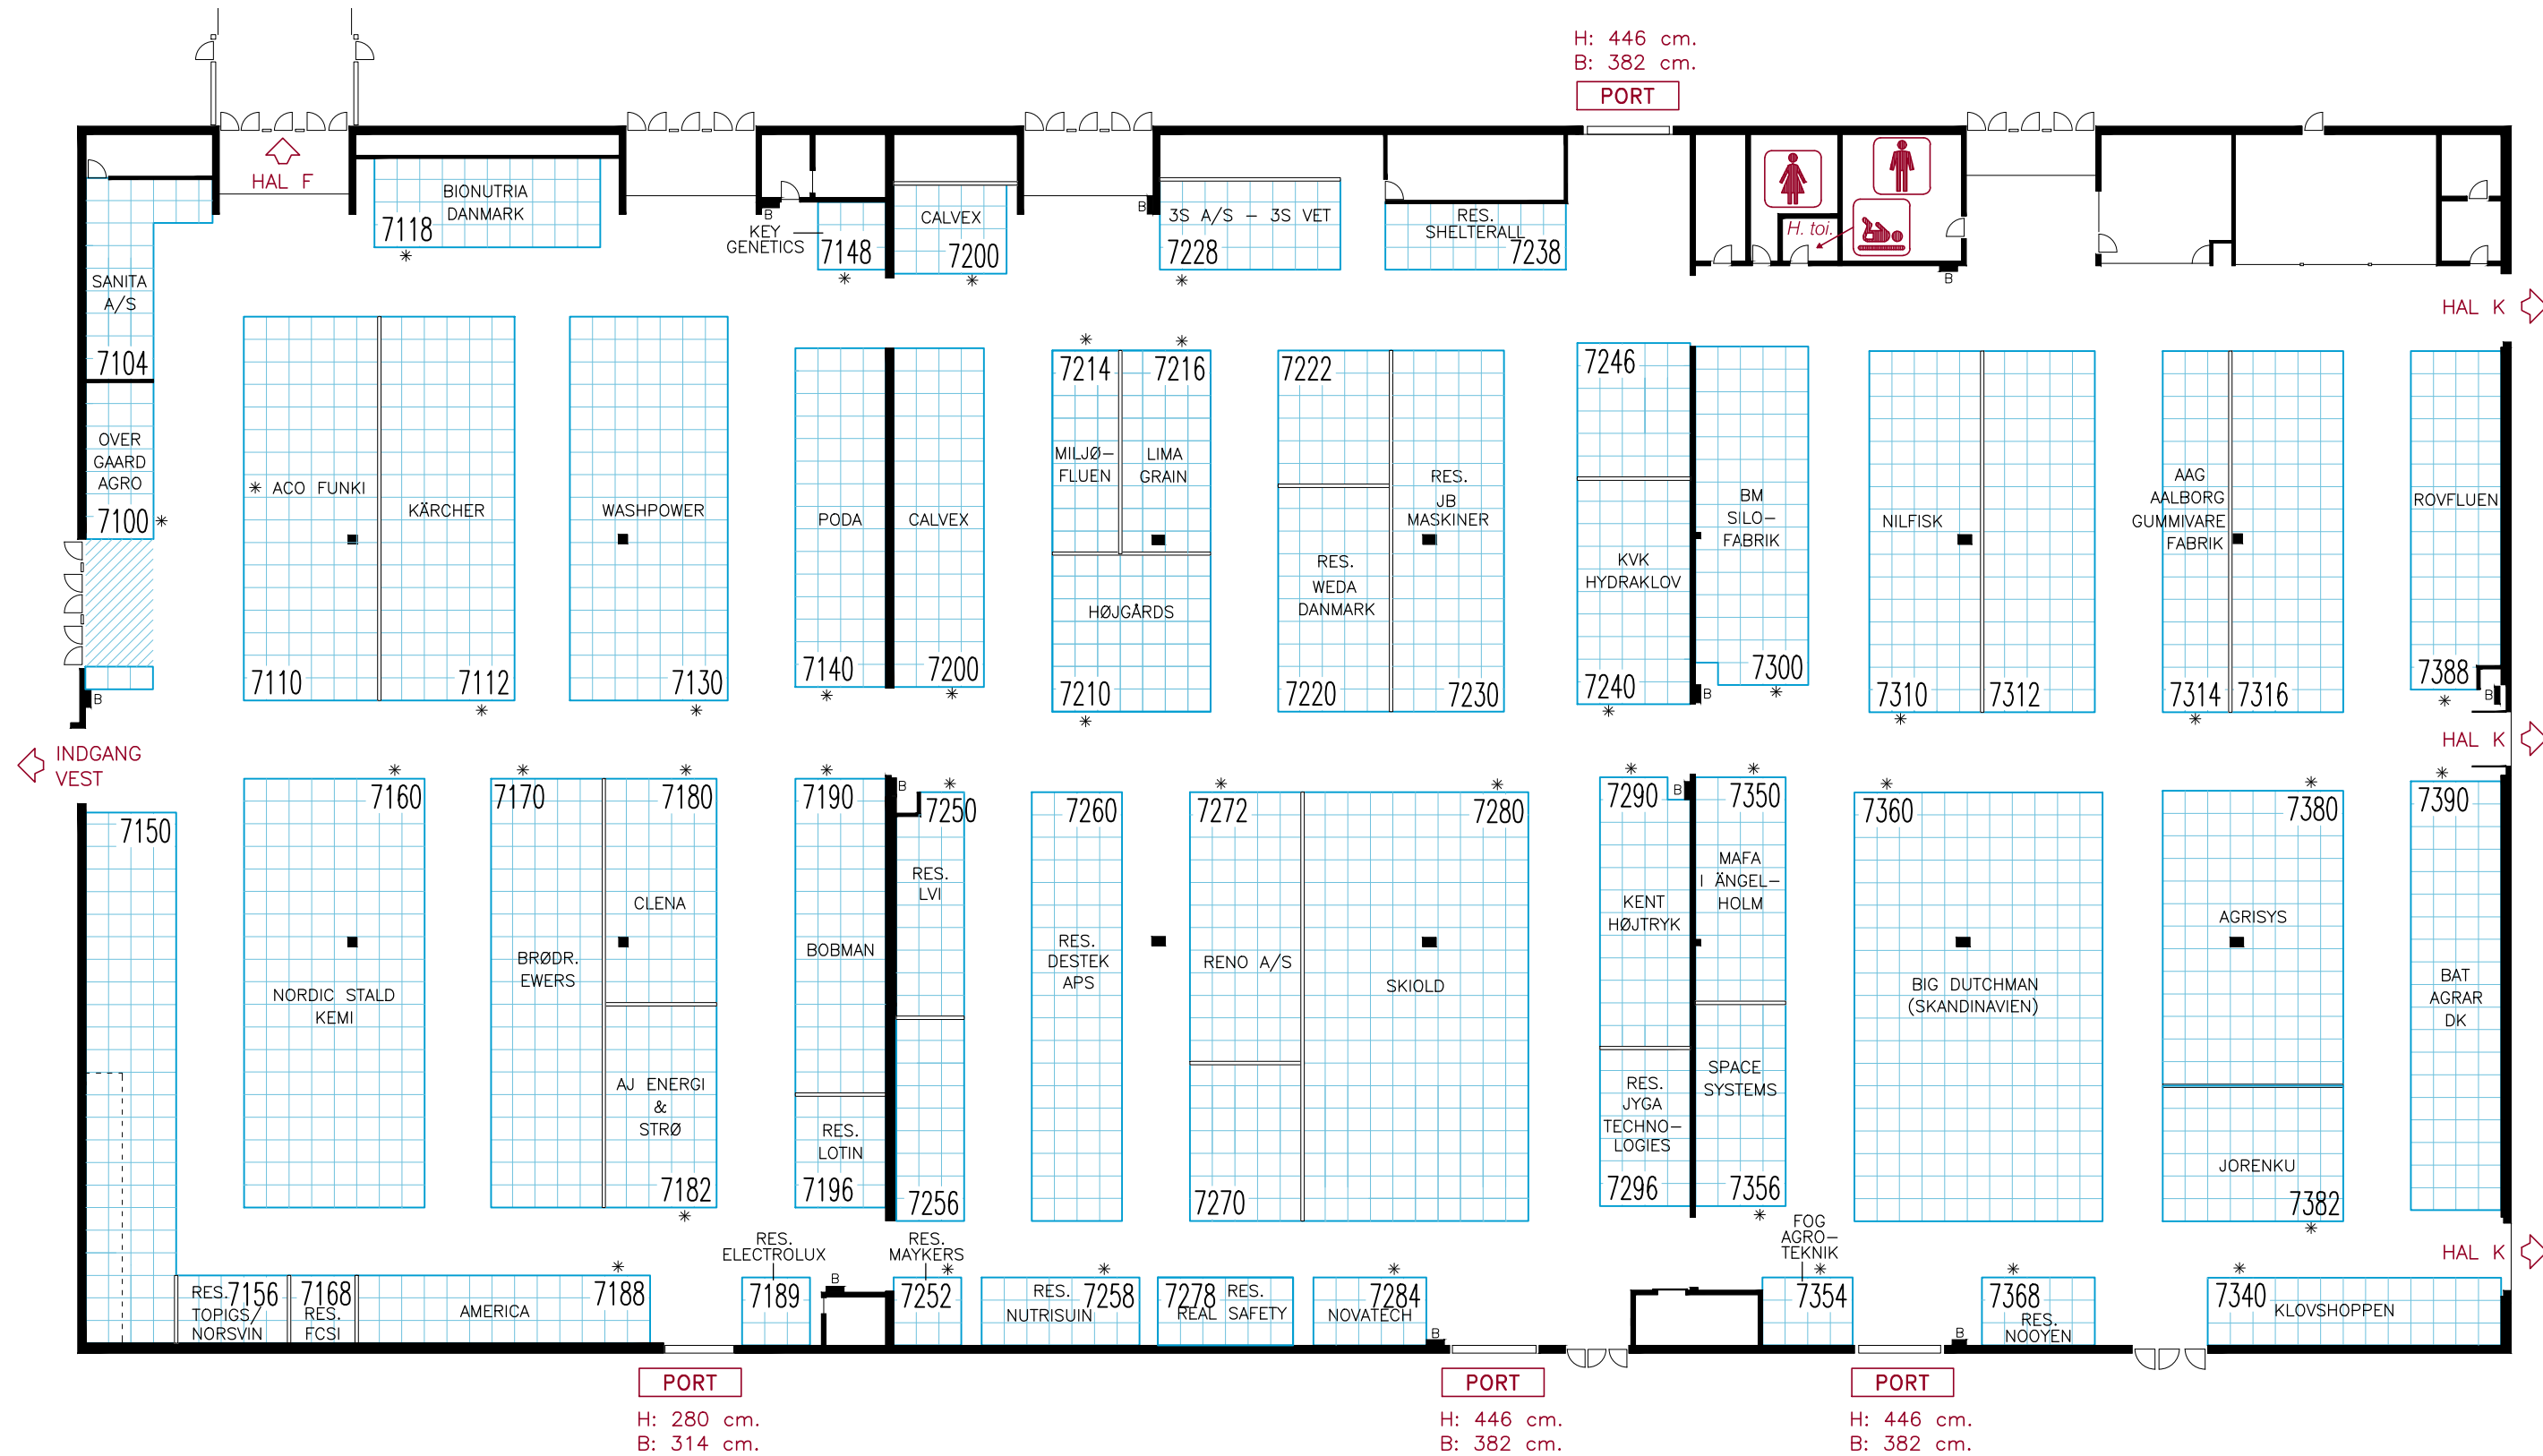 H: 446 cm.
B: 382 cm.
PORT
HAL F
BIONUTRIA
DANMARK
7118
*
B
KEY
GENETICS
7148
*
CALVEX
7200
*
B
3S A/S – 3S VET
7228
*
RES.
SHELTERALL
7238
H. toi.
B
SANITA
A/S
7104
OVER
GAARD
AGRO
7100 *
B
HAL K
* ACO FUNKI
7110
KÄRCHER
7112
*
WASHPOWER
7130
*
PODA
7140
*
CALVEX
7200
*
*
7214
MILJØ–
FLUEN
*
7216
LIMA
GRAIN
HØJGÅRDS
7210
*
7222
RES.
WEDA
DANMARK
7220
RES.
JB
MASKINER
7230
7246
KVK
HYDRAKLOV
7240
*
B
BM
SILO–
FABRIK
7300
*
NILFISK
7310
*
7312
AAG
AALBORG
GUMMIVARE
FABRIK
7314
*
7316
ROVFLUEN
7388
*
B
HAL K
INDGANG
VEST
7150
*
7160
NORDIC STALD
KEMI
*
7170
BRØDR.
EWERS
*
7180
CLENA
AJ ENERGI
&
STRØ
7182
*
*
7190
BOBMAN
RES.
LOTIN
7196
B
*
7250
RES.
LVI
7256
7260
RES.
DESTEK
APS
*
7272
RENO A/S
7270
*
7280
SKIOLD
*
7290
B
KENT
HØJTRYK
RES.
JYGA
TECHNO–
LOGIES
7296
*
7350
MAFA
I ÄNGEL–
HOLM
SPACE
SYSTEMS
7356
*
*
7360
BIG DUTCHMAN
(SKANDINAVIEN)
*
7380
AGRISYS
JORENKU
7382
*
*
7390
BAT
AGRAR
DK
HAL K
RES.
7156
TOPIGS/
NORSVIN
7168
RES.
FCSI
*
7188
AMERICA
RES.
ELECTROLUX
7189
B
RES.
MAYKERS
*
7252
*
RES.
7258
NUTRISUIN
7278
RES.
REAL SAFETY
*
7284
NOVATECH
B
FOG
AGRO–
TEKNIK
*
7354
B
*
7368
RES.
NOOYEN
*
7340
KLOVSHOPPEN
PORT
H: 280 cm.
B: 314 cm.
PORT
H: 446 cm.
B: 382 cm.
PORT
H: 446 cm.
B: 382 cm.